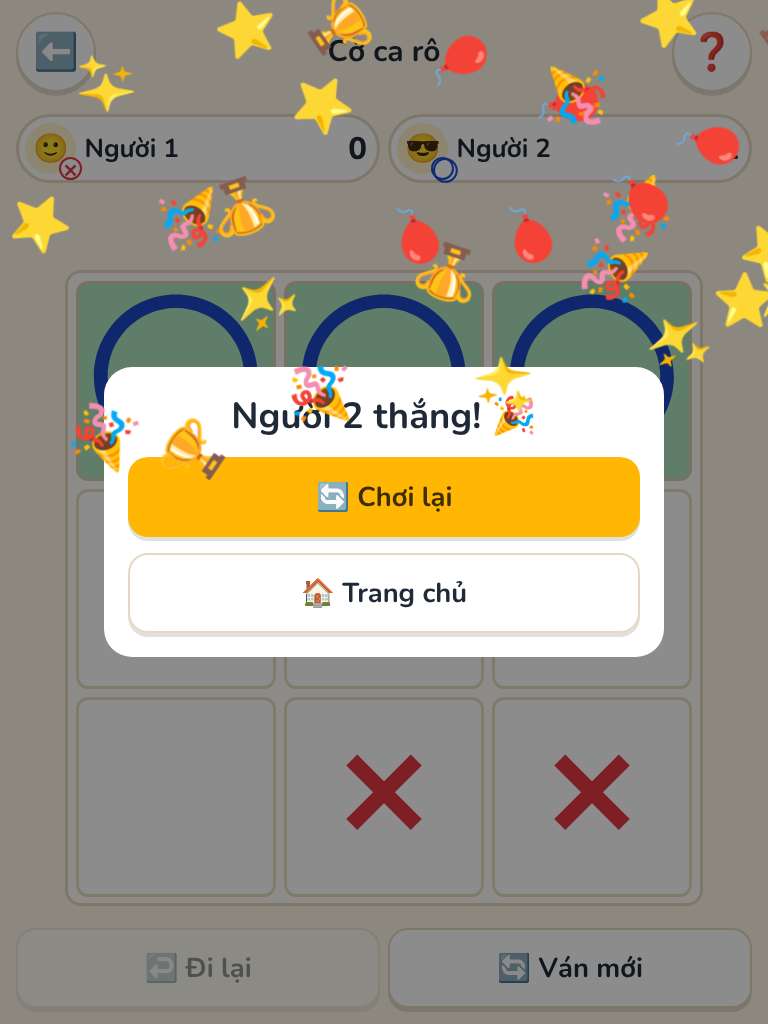 Cờ ca rô
Người 1
0
Người 2
Người 2 thắng!
Chơi lại
Trang chủ
Đi lại
Ván mới